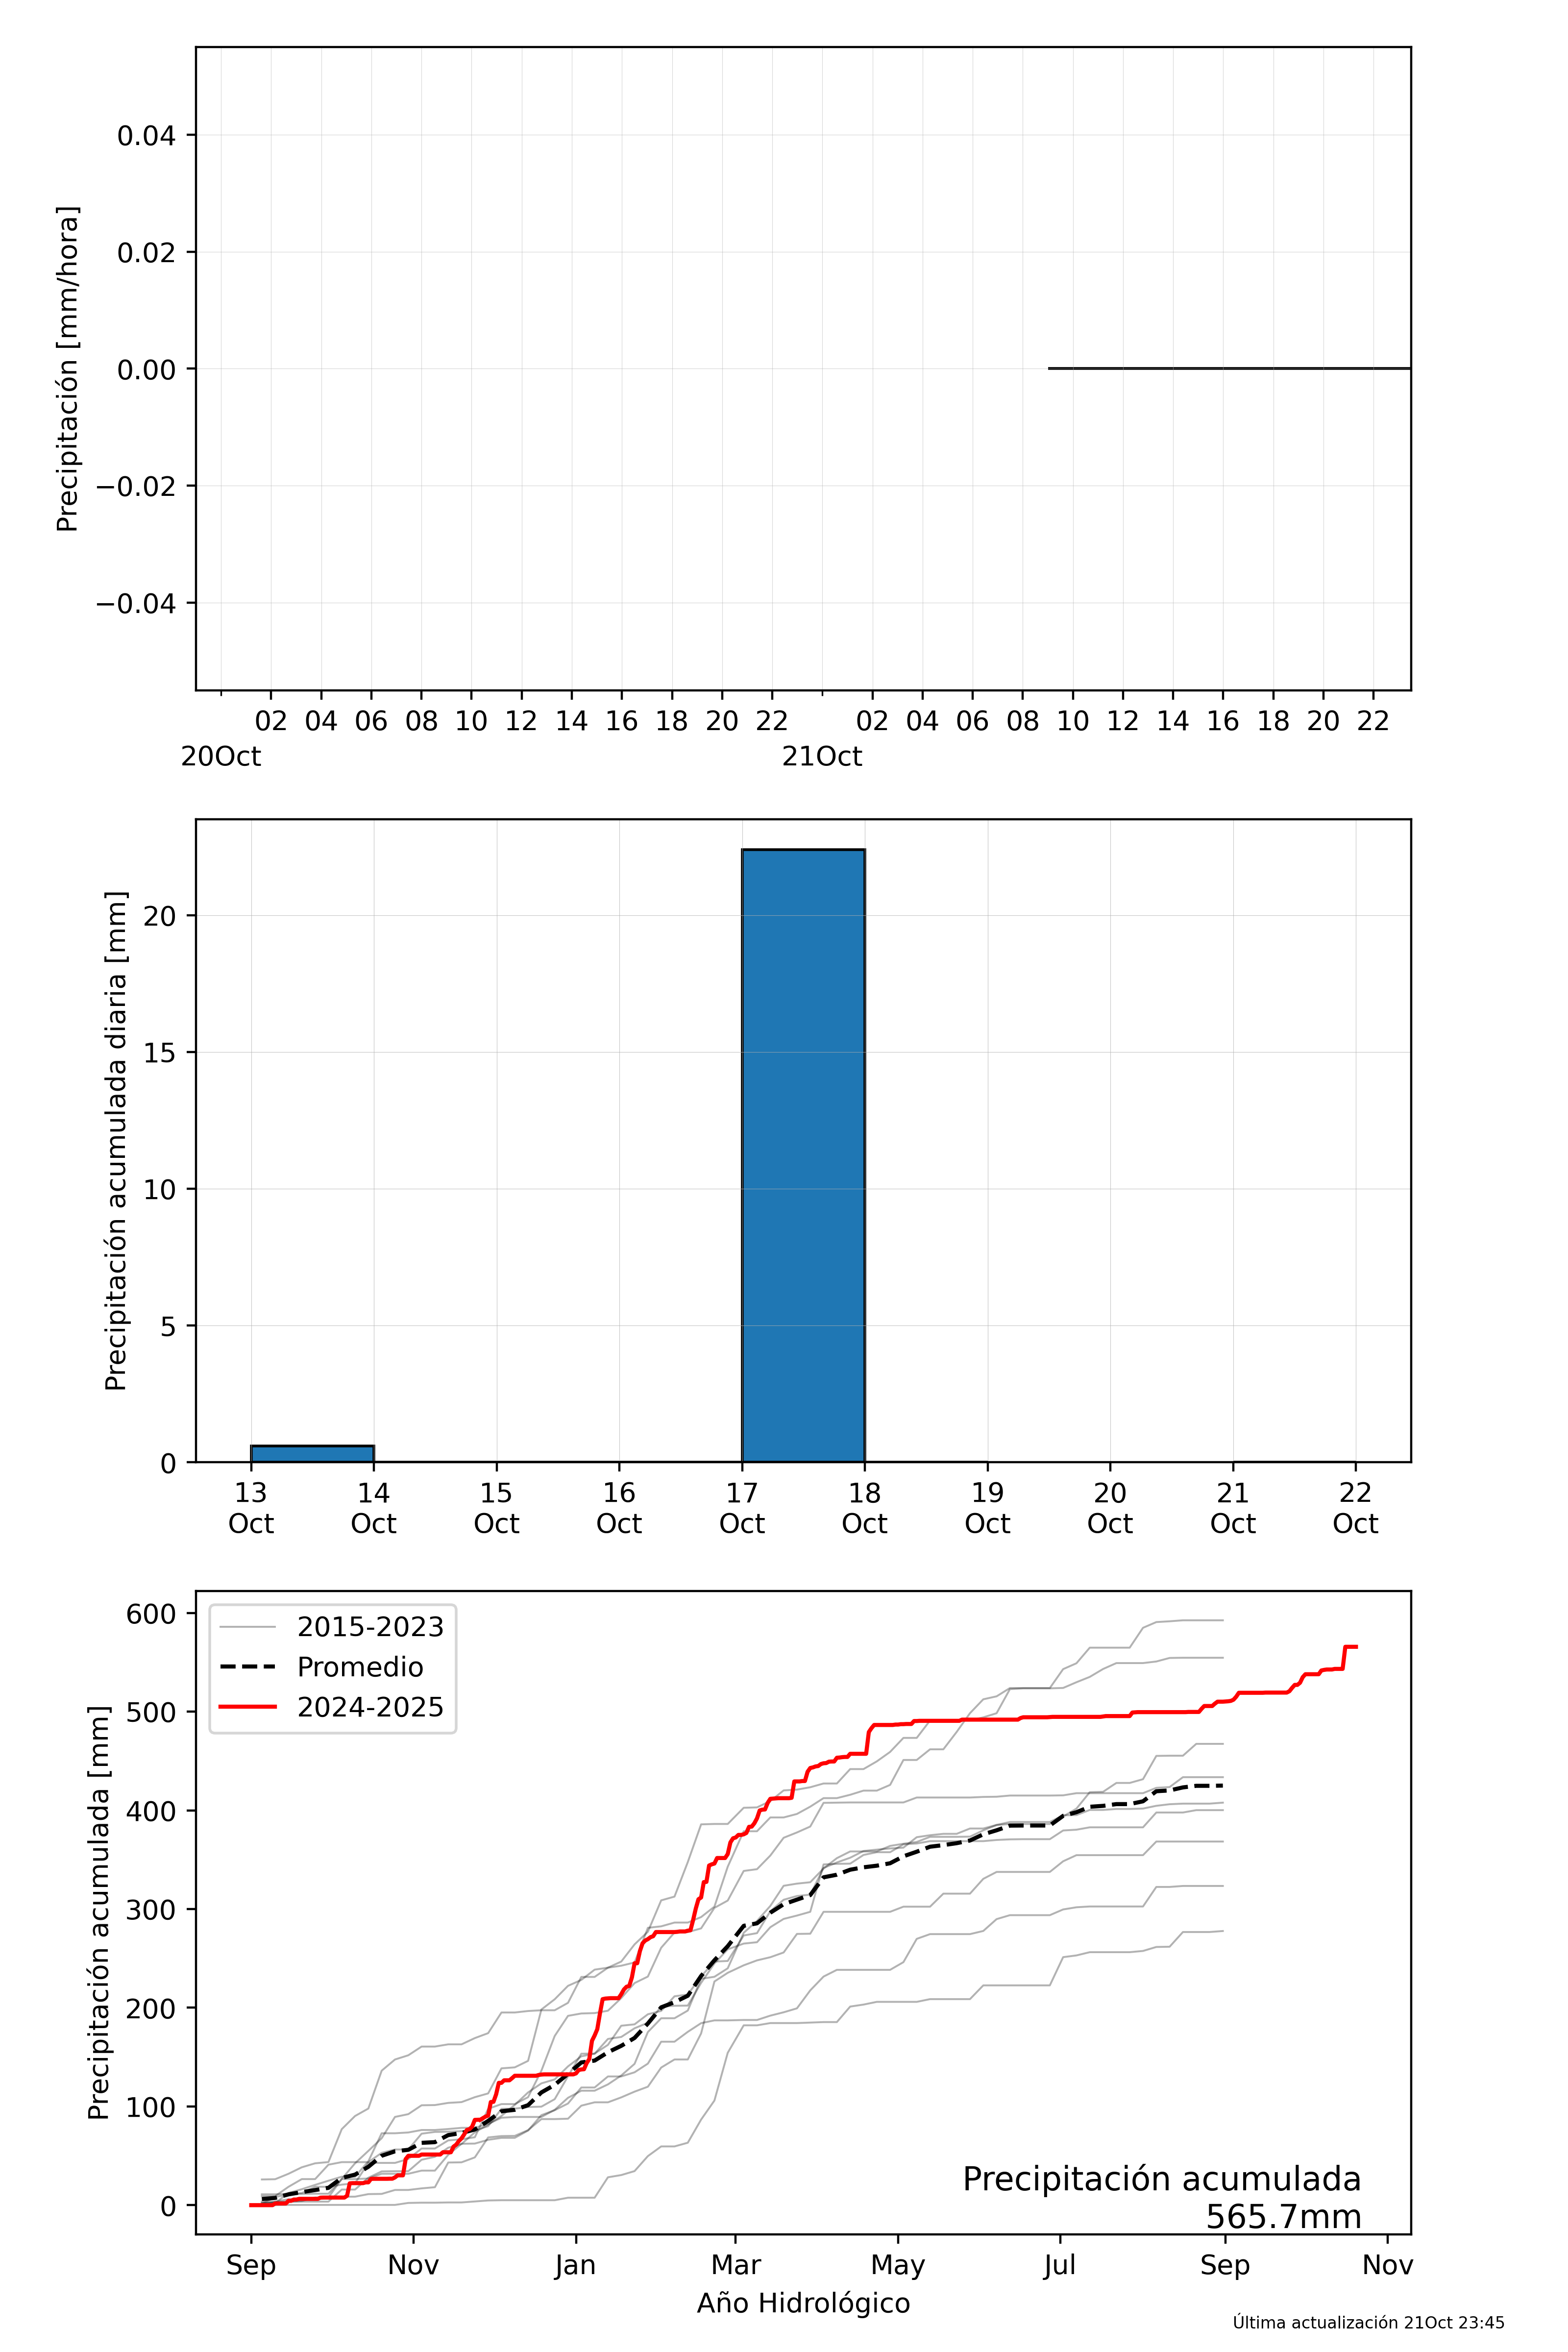 Precipitación [mm/hora]
0.04
0.02
0.00
−0.02
−0.04
02 04 06 08 10 12 14 16 18 20 22 02 04 06 08 10 12 14 16 18 20 22
20Oct 21Oct
Precipitación acumulada diaria [mm]
20
15
10
5
0
13 14 15 16 17 18 19 20 21 22
Oct Oct Oct Oct Oct Oct Oct Oct Oct Oct
Precipitación acumulada [mm]
600
500
400
300
200
100
0
2015-2023
Promedio
2024-2025
Precipitación acumulada
565.7mm
Sep Nov Jan Mar May Jul Sep Nov
Año Hidrológico
Última actualización 21Oct 23:45